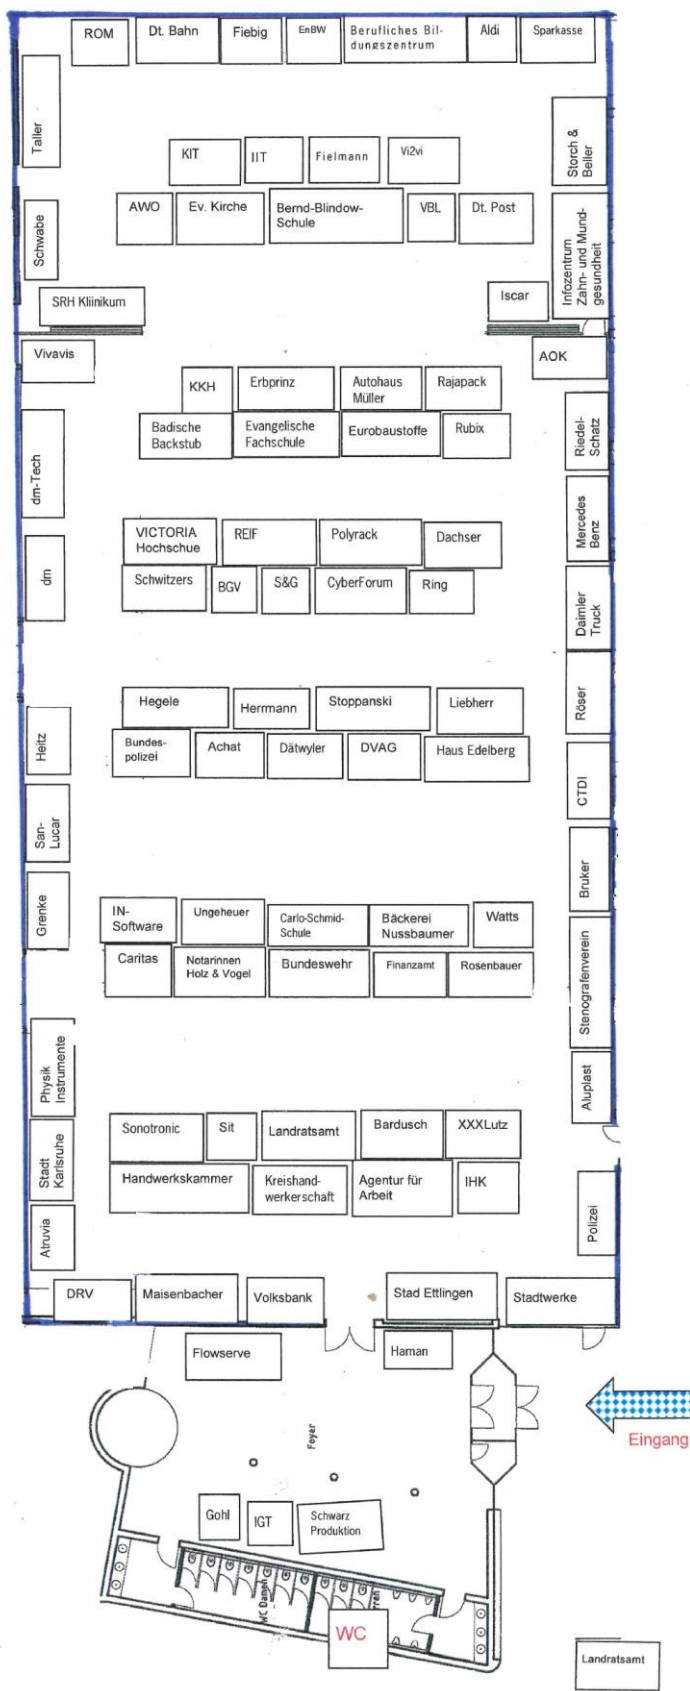 ROM
Dt. Bahn
Fiebig
EnBW
Berufliches Bil-
dungszentrum
Aldi
Sparkasse
Taller
KIT
IIT
Fielmann
Vi2vi
Storch &
Beller
Schwabe
AWO
Ev. Kirche
Bernd-Blindow-
Schule
VBL
Dt. Post
Infozentrum
Zahn- und Mund-
gesundheit
SRH Kliinikum
Iscar
Vivavis
AOK
KKH
Erbprinz
Autohaus
Müller
Rajapack
Badische
Backstub
Evangelische
Fachschule
Eurobaustoffe
Rubix
Riedel-
Schatz
dm-Tech
Mercedes
Benz
VICTORIA
Hochschue
REIF
Polyrack
Dachser
dm
Schwitzers
BGV
S&G
CyberForum
Ring
Daimler
Truck
Röser
Hegele
Herrmann
Stoppanski
Liebherr
Heitz
Bundes-
polizei
Achat
Dätwyler
DVAG
Haus Edelberg
CTDI
San-
Lucar
Bruker
Grenke
IN-
Software
Ungeheuer
Carlo-Schmid-
Schule
Bäckerei
Nussbaumer
Watts
Caritas
Notarinnen
Holz & Vogel
Bundeswehr
Finanzamt
Rosenbauer
Stenografenverein
Physik
Instrumente
Aluplast
Sonotronic
Sit
Landratsamt
Bardusch
XXXLutz
Stadt
Karlsruhe
Handwerkskammer
Kreishand-
werkerschaft
Agentur für
Arbeit
IHK
Atruvia
Polizei
DRV
Maisenbacher
Volksbank
Stad Ettlingen
Stadtwerke
Flowserve
Haman
Eingang
Foyer
Gohl
IGT
Schwarz
Produktion
WC Damen
WC
Landratsamt